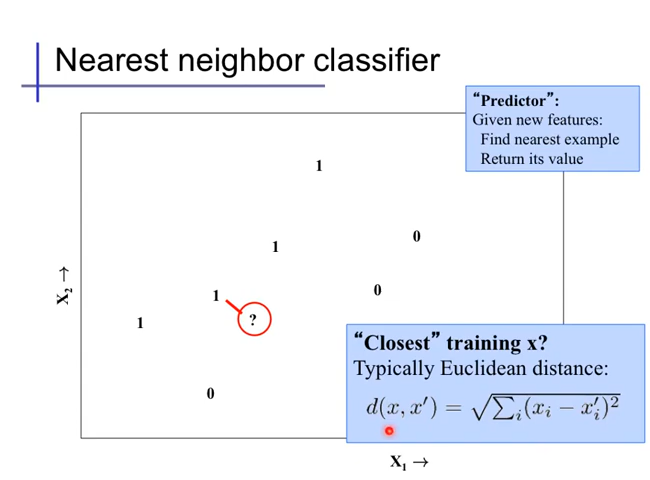 Nearest neighbor classifier
“Predictor”:
Given new features:
Find nearest example
Return its value
1
0
1
0
1
1
?
0
X₂ →
“Closest” training x?
Typically Euclidean distance:
d(x, x′) = √∑ᵢ(xᵢ − x′ᵢ)²
X₁ →